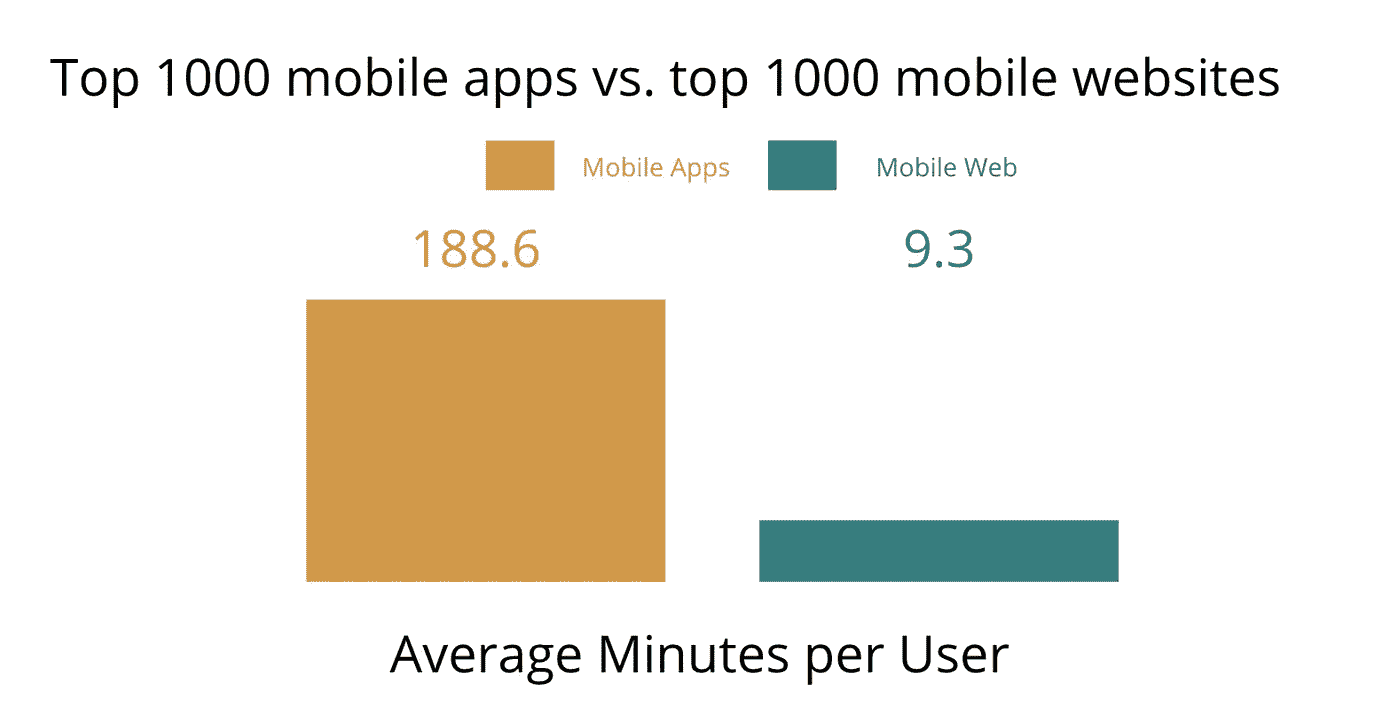 Top 1000 mobile apps vs. top 1000 mobile websites
Mobile Apps Mobile Web
188.6 9.3
Average Minutes per User